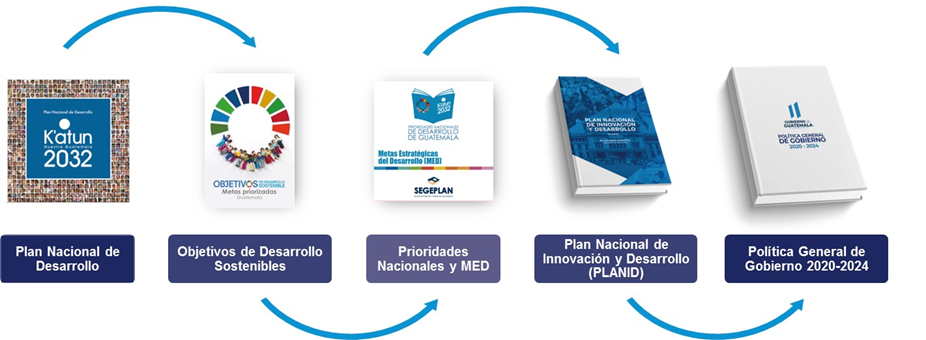 Plan Nacional de Desarrollo
K'atun
Nuestra Guatemala
2032
OBJETIVOS DE DESARROLLO
SOSTENIBLE
Metas priorizadas
Guatemala
K'atun
2032
PRIORIDADES NACIONALES
DE DESARROLLO
DE GUATEMALA
Metas Estratégicas
del Desarrollo (MED)
SEGEPLAN
PLAN NACIONAL
DE INNOVACIÓN
Y DESARROLLO
GOBIERNO de
GUATEMALA
POLÍTICA GENERAL
DE GOBIERNO
2020 - 2024
Plan Nacional de
Desarrollo
Objetivos de Desarrollo
Sostenibles
Prioridades
Nacionales y MED
Plan Nacional de
Innovación y Desarrollo
(PLANID)
Política General de
Gobierno 2020-2024